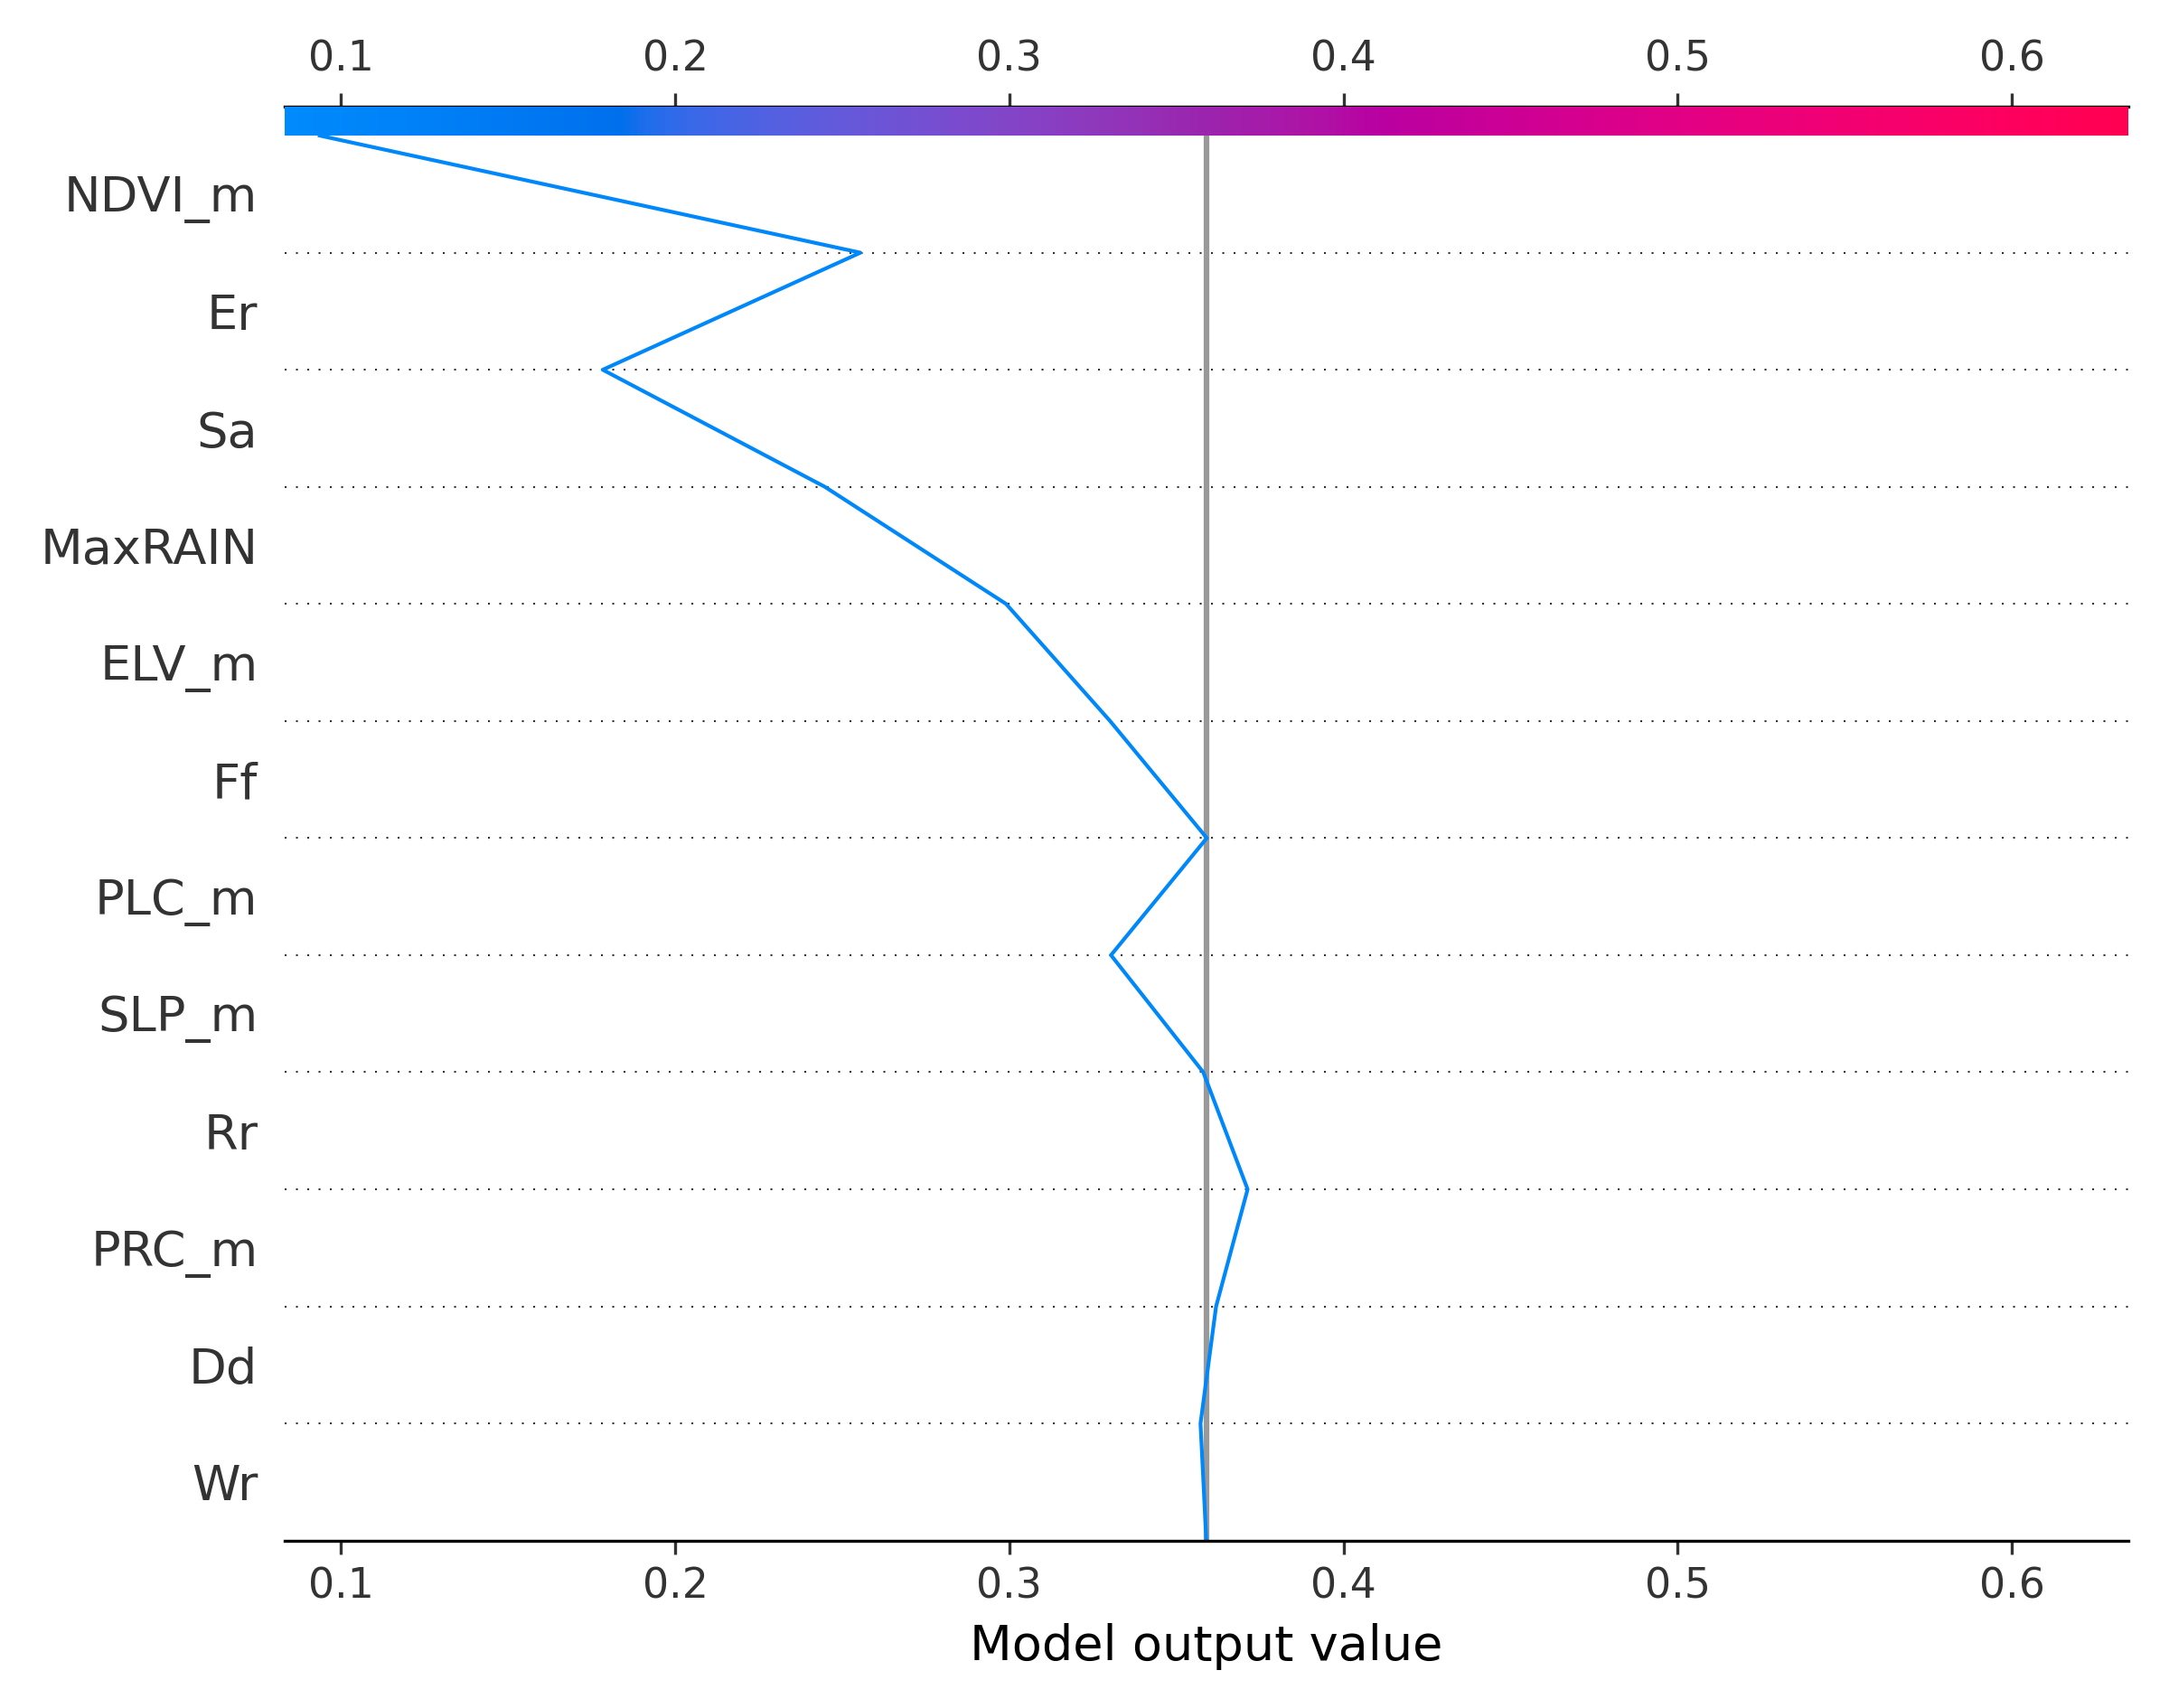 0.1 0.2 0.3 0.4 0.5 0.6
NDVI_m
Er
Sa
MaxRAIN
ELV_m
Ff
PLC_m
SLP_m
Rr
PRC_m
Dd
Wr
0.1 0.2 0.3 0.4 0.5 0.6
Model output value